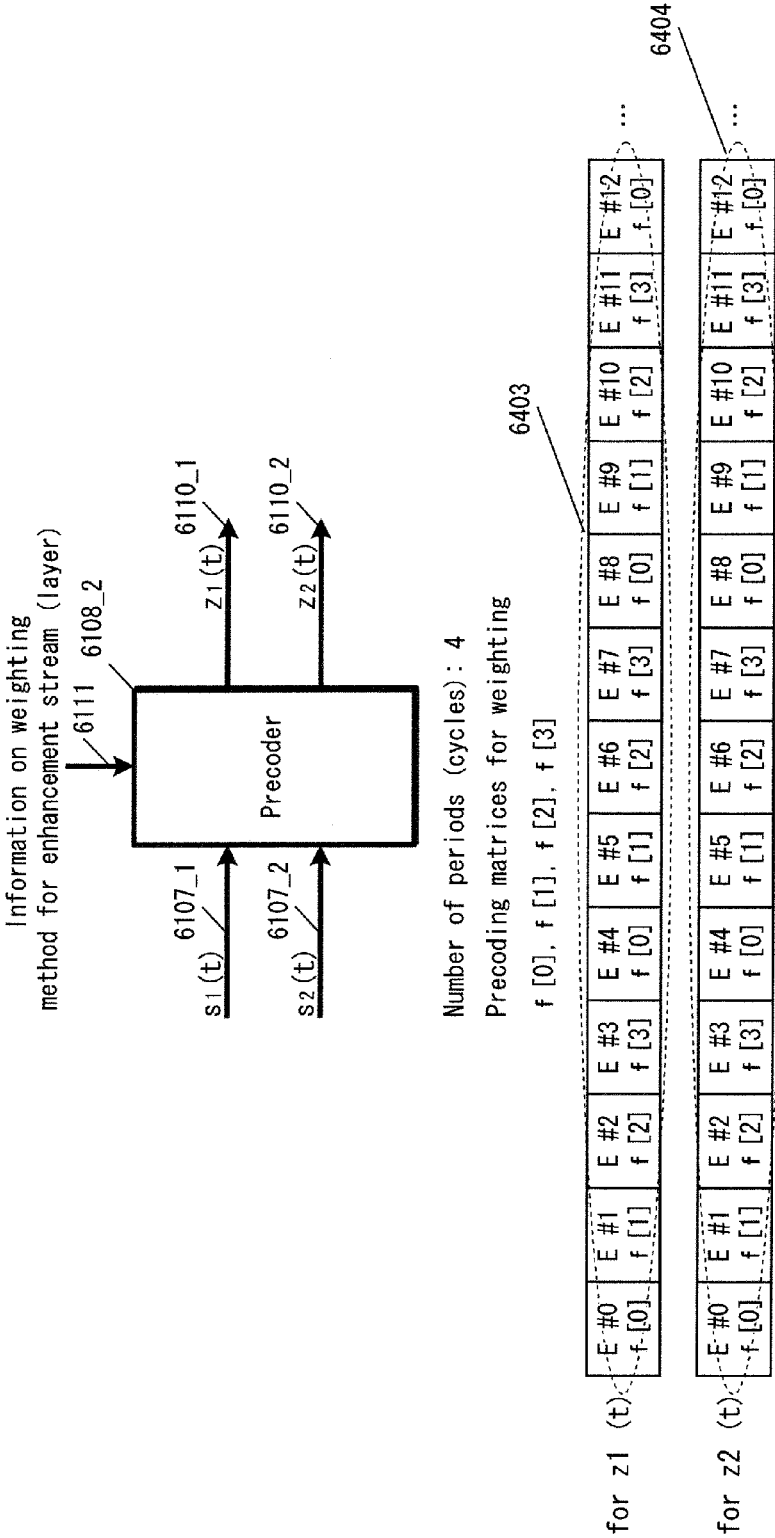 Information on weighting
method for enhancement stream (layer)
6111
6108_2
s1(t)
6107_1
z1(t)
6110_1
Precoder
s2(t)
6107_2
z2(t)
6110_2
Number of periods (cycles): 4
Precoding matrices for weighting
f [0], f [1], f [2], f [3]
6403
for z1 (t)
E #0 E #1 E #2 E #3 E #4 E #5 E #6 E #7 E #8 E #9 E #10 E #11 E #12 ...
f [0] f [1] f [2] f [3] f [0] f [1] f [2] f [3] f [0] f [1] f [2] f [3] f [0]
6404
for z2 (t)
E #0 E #1 E #2 E #3 E #4 E #5 E #6 E #7 E #8 E #9 E #10 E #11 E #12 ...
f [0] f [1] f [2] f [3] f [0] f [1] f [2] f [3] f [0] f [1] f [2] f [3] f [0]